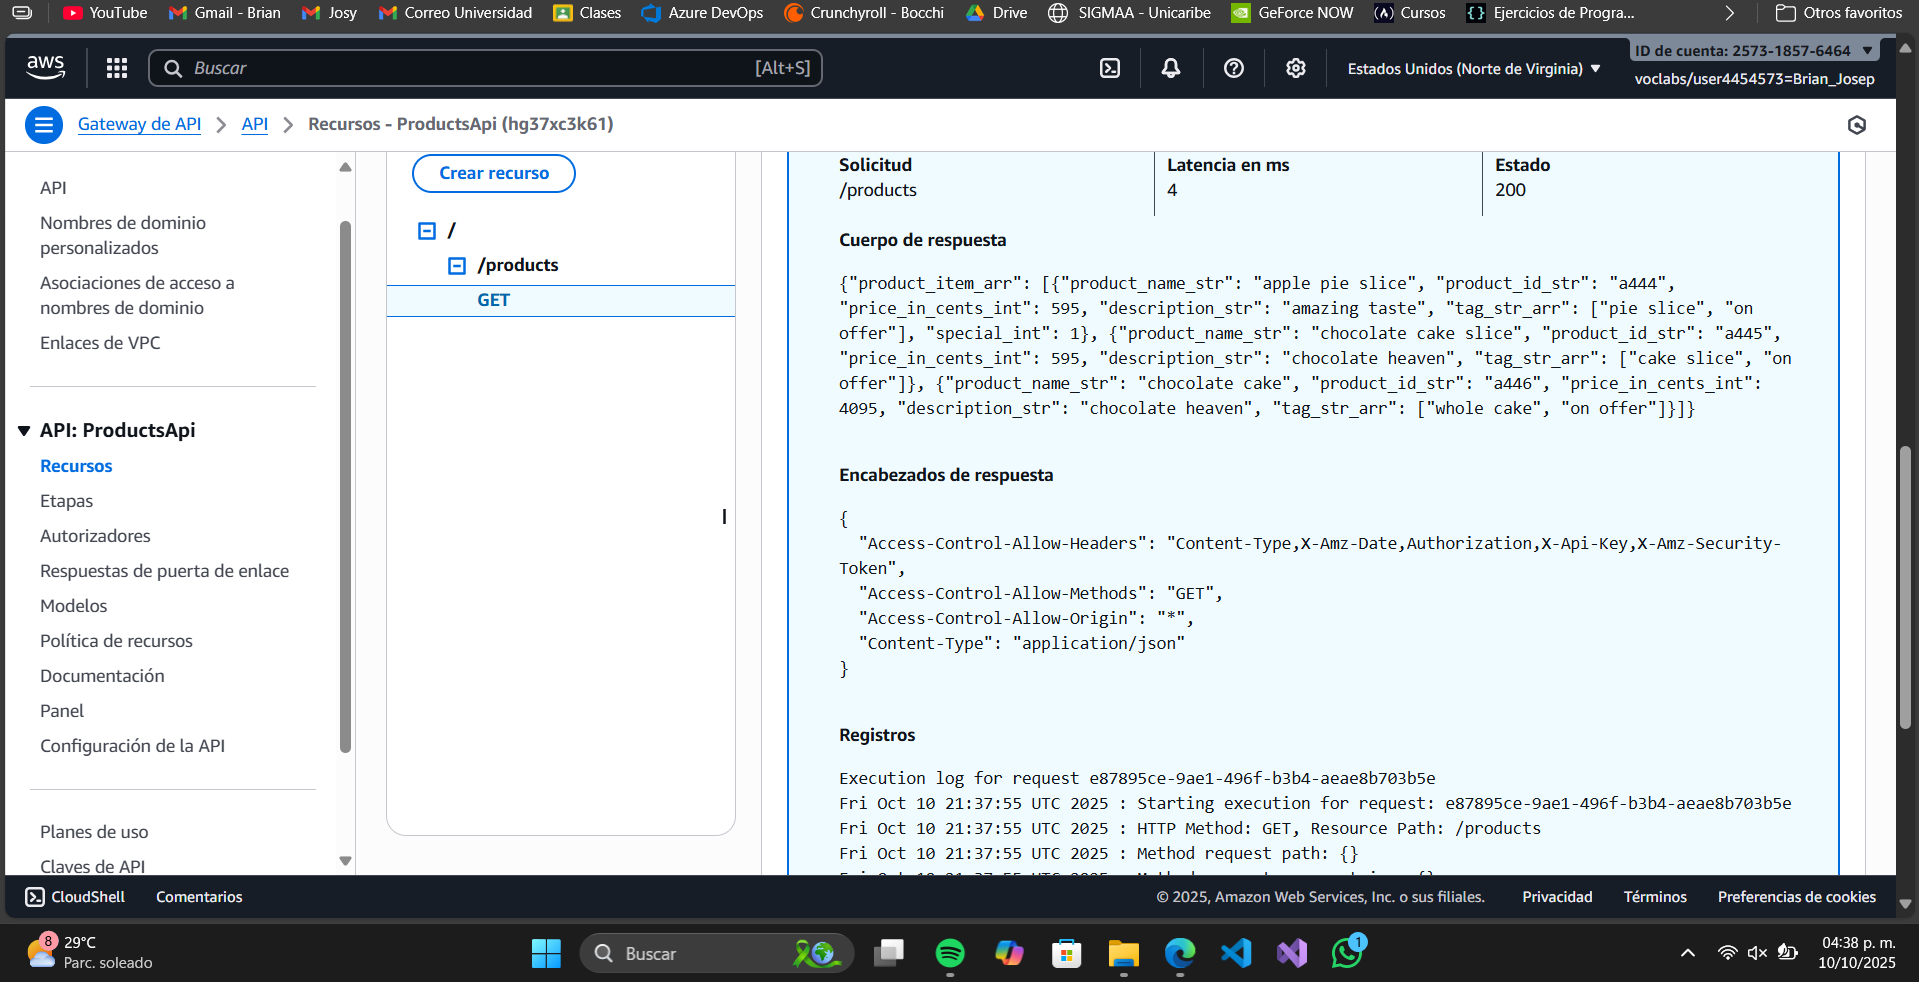 YouTube
Gmail - Brian
Josy
Correo Universidad
Clases
Azure DevOps
Crunchyroll - Bocchi
Drive
SIGMAA - Unicaribe
GeForce NOW
Cursos
Ejercicios de Progra...
Otros favoritos
aws
Buscar
[Alt+S]
Estados Unidos (Norte de Virginia)
ID de cuenta: 2573-1857-6464
voclabs/user4454573=Brian_Josep
Gateway de API
API
Recursos - ProductsApi (hg37xc3k61)
API
Nombres de dominio
personalizados
Asociaciones de acceso a
nombres de dominio
Enlaces de VPC
API: ProductsApi
Recursos
Etapas
Autorizadores
Respuestas de puerta de enlace
Modelos
Política de recursos
Documentación
Panel
Configuración de la API
Planes de uso
Claves de API
Crear recurso
/
/products
GET
Solicitud
/products
Latencia en ms
4
Estado
200
Cuerpo de respuesta
{"product_item_arr": [{"product_name_str": "apple pie slice", "product_id_str": "a444",
"price_in_cents_int": 595, "description_str": "amazing taste", "tag_str_arr": ["pie slice", "on
offer"], "special_int": 1}, {"product_name_str": "chocolate cake slice", "product_id_str": "a445",
"price_in_cents_int": 595, "description_str": "chocolate heaven", "tag_str_arr": ["cake slice", "on
offer"]}, {"product_name_str": "chocolate cake", "product_id_str": "a446", "price_in_cents_int":
4095, "description_str": "chocolate heaven", "tag_str_arr": ["whole cake", "on offer"]}]}
Encabezados de respuesta
{
"Access-Control-Allow-Headers": "Content-Type,X-Amz-Date,Authorization,X-Api-Key,X-Amz-Security-
Token",
"Access-Control-Allow-Methods": "GET",
"Access-Control-Allow-Origin": "*",
"Content-Type": "application/json"
}
Registros
Execution log for request e87895ce-9ae1-496f-b3b4-aeae8b703b5e
Fri Oct 10 21:37:55 UTC 2025 : Starting execution for request: e87895ce-9ae1-496f-b3b4-aeae8b703b5e
Fri Oct 10 21:37:55 UTC 2025 : HTTP Method: GET, Resource Path: /products
Fri Oct 10 21:37:55 UTC 2025 : Method request path: {}
CloudShell
Comentarios
© 2025, Amazon Web Services, Inc. o sus filiales.
Privacidad
Términos
Preferencias de cookies
8
29°C
Parc. soleado
Buscar
1
04:38 p. m.
10/10/2025